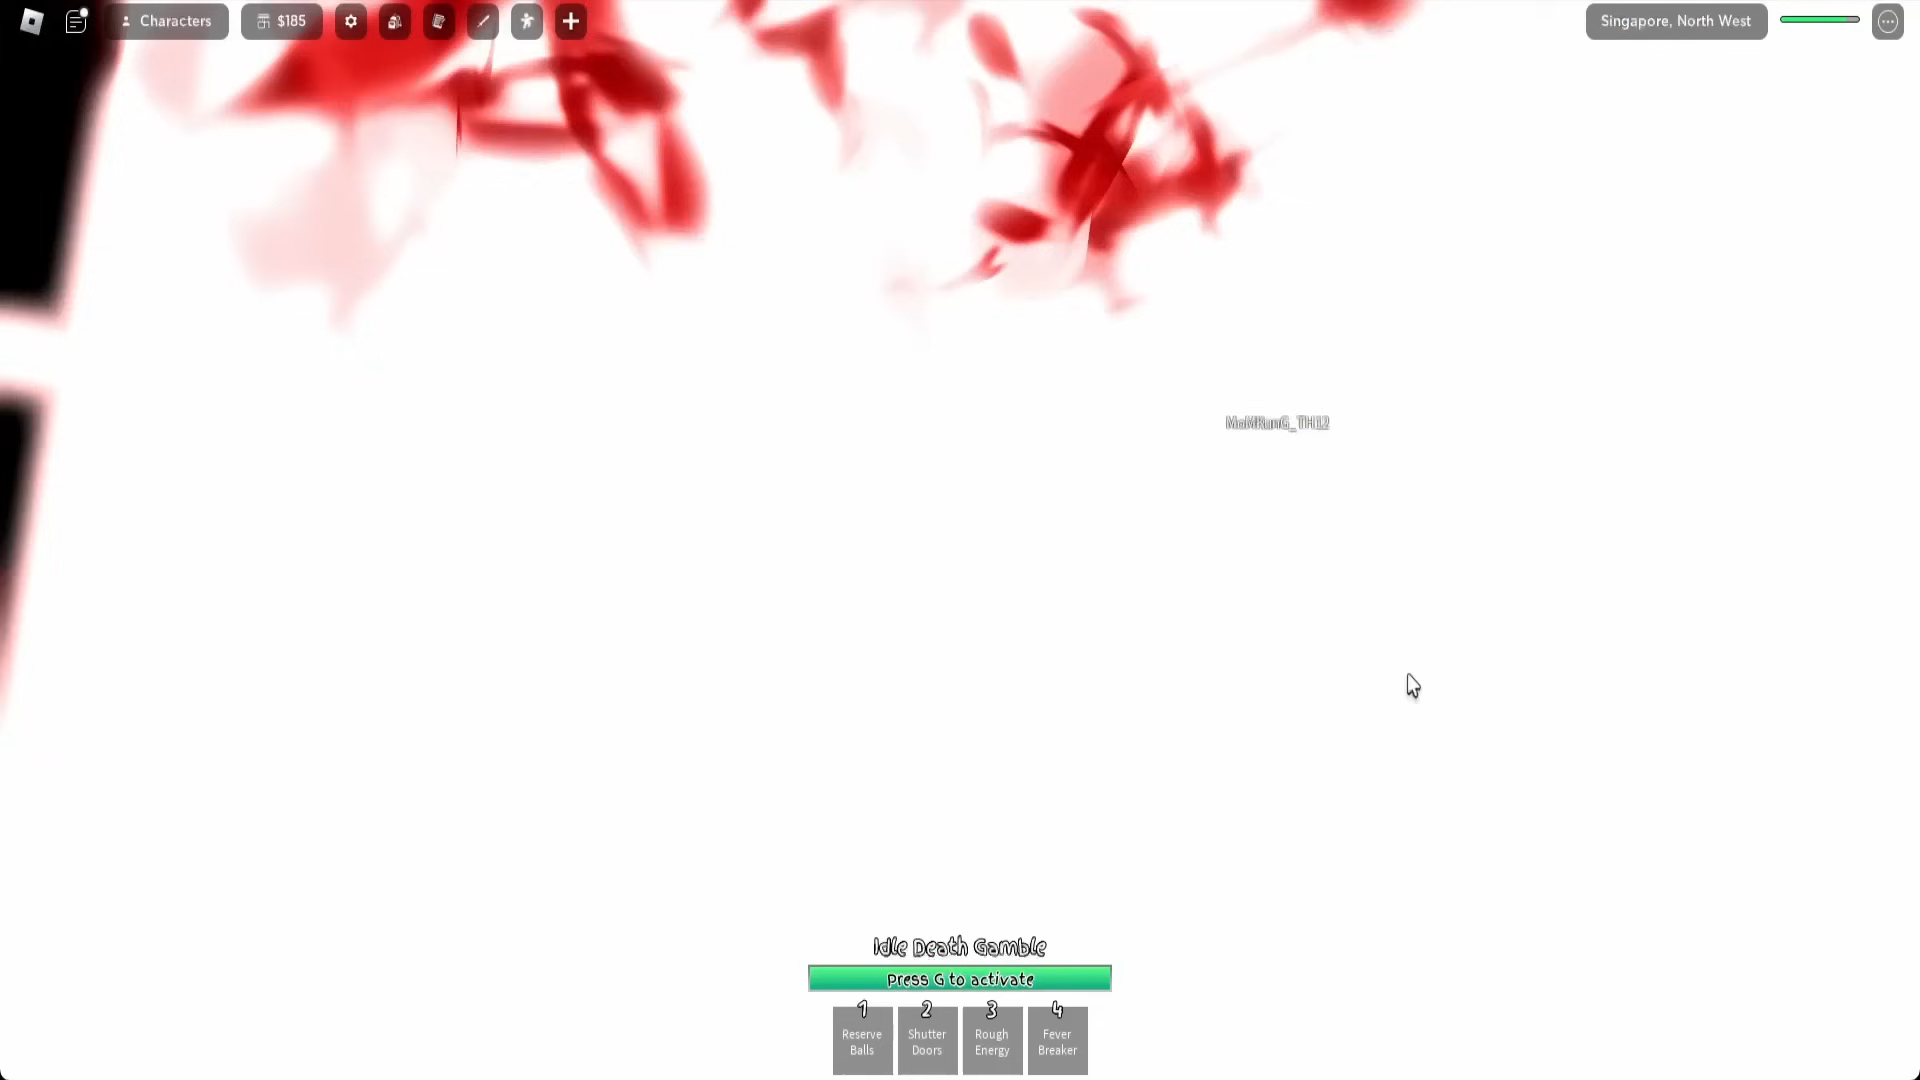 Characters
$185
Singapore, North West
Idle Death Gamble
Press G to activate
1
2
3
4
Reserve
Balls
Shutter
Doors
Rough
Energy
Fever
Breaker